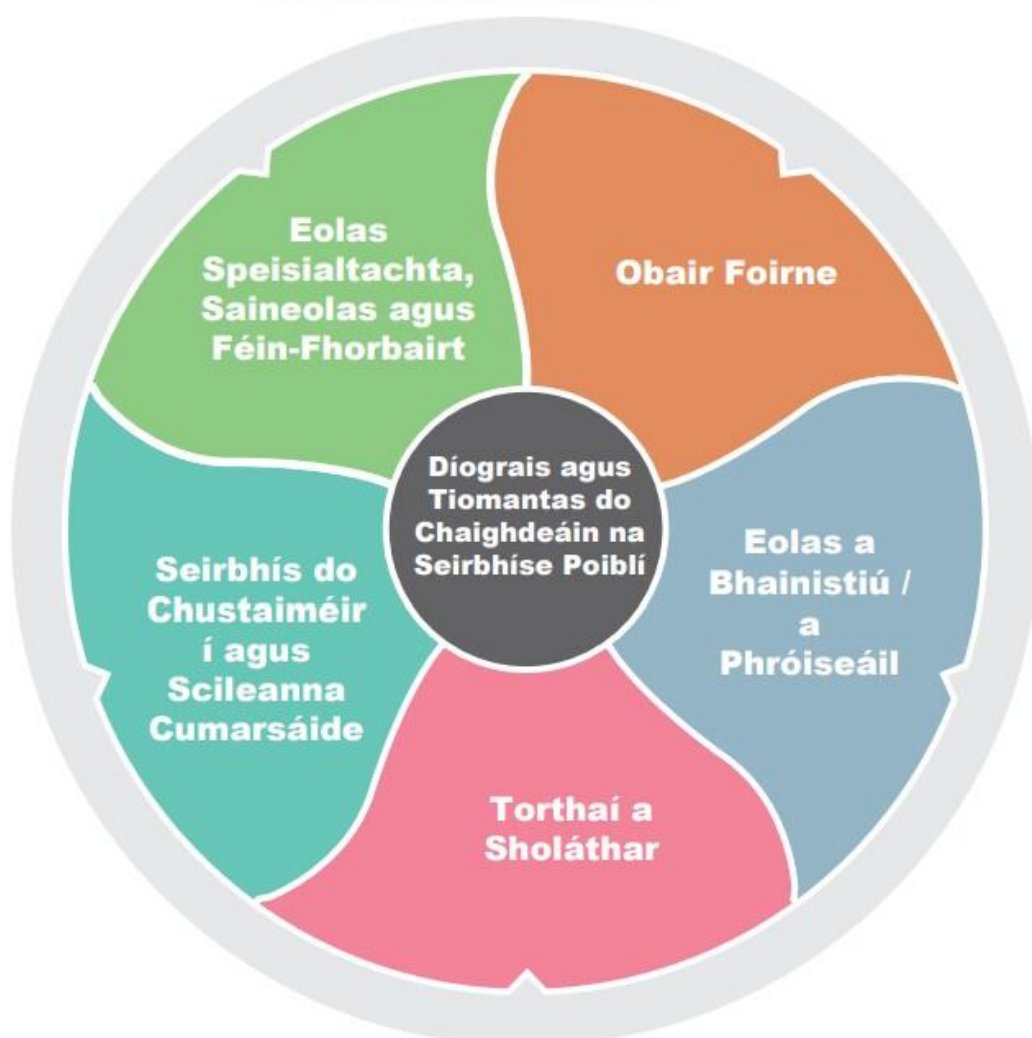 Eolas
Speisialtachta,
Saineolas agus
Féin-Fhorbairt
Obair Foirne
Díograis agus
Tiomantas do
Chaighdeáin na
Seirbhíse Poiblí
Seirbhís do
Chustaiméir
í agus
Scileanna
Cumarsáide
Eolas a
Bhainistiú /
a
Phróiseáil
Torthaí a
Sholáthar